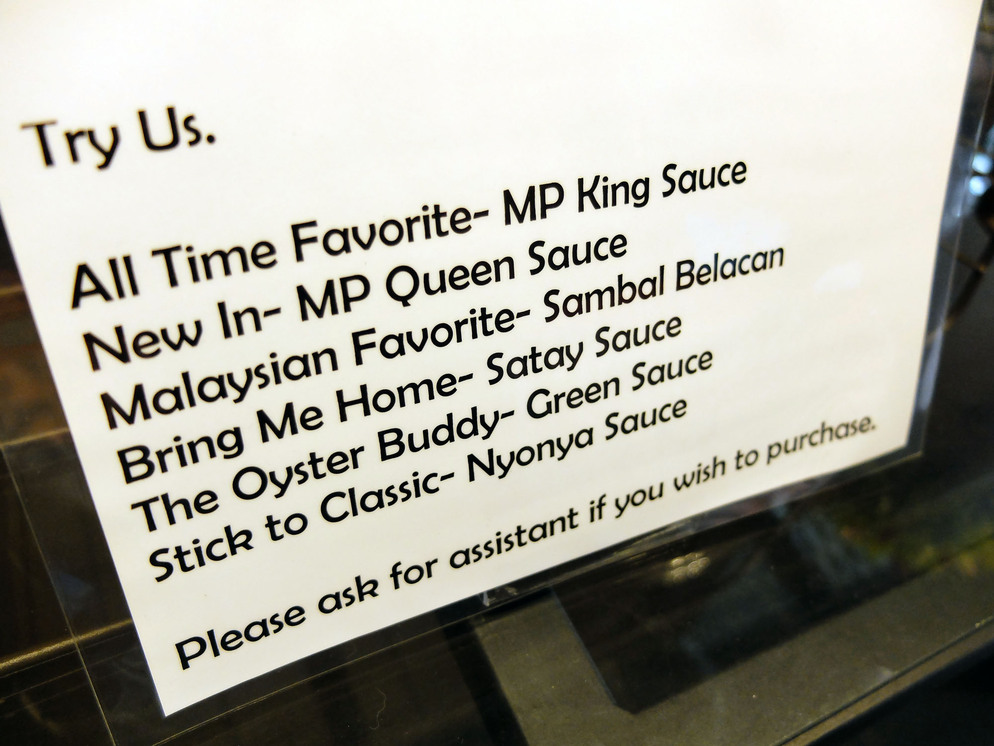 Try Us.
All Time Favorite- MP King Sauce
New In- MP Queen Sauce
Malaysian Favorite- Sambal Belacan
Bring Me Home- Satay Sauce
The Oyster Buddy- Green Sauce
Stick to Classic- Nyonya Sauce
Please ask for assistant if you wish to purchase.